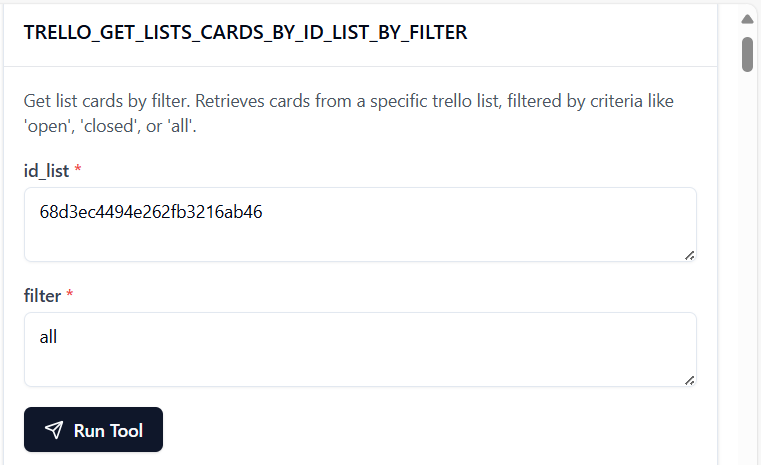 TRELLO_GET_LISTS_CARDS_BY_ID_LIST_BY_FILTER
Get list cards by filter. Retrieves cards from a specific trello list, filtered by criteria like
'open', 'closed', or 'all'.
id_list *
68d3ec4494e262fb3216ab46
filter *
all
Run Tool